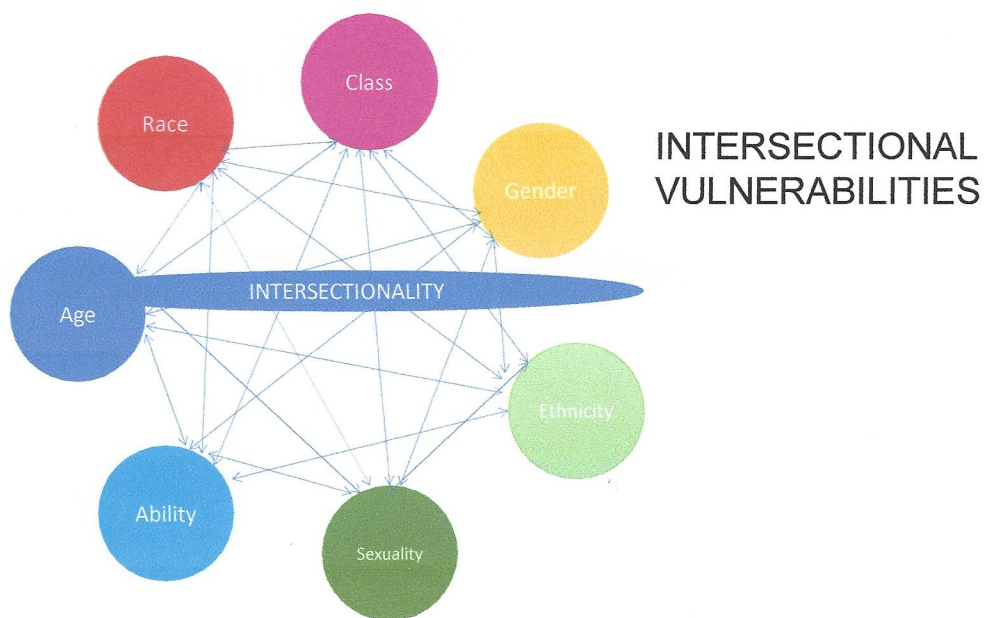 Class
Race
Gender
INTERSECTIONAL
VULNERABILITIES
INTERSECTIONALITY
Age
Ethnicity
Ability
Sexuality